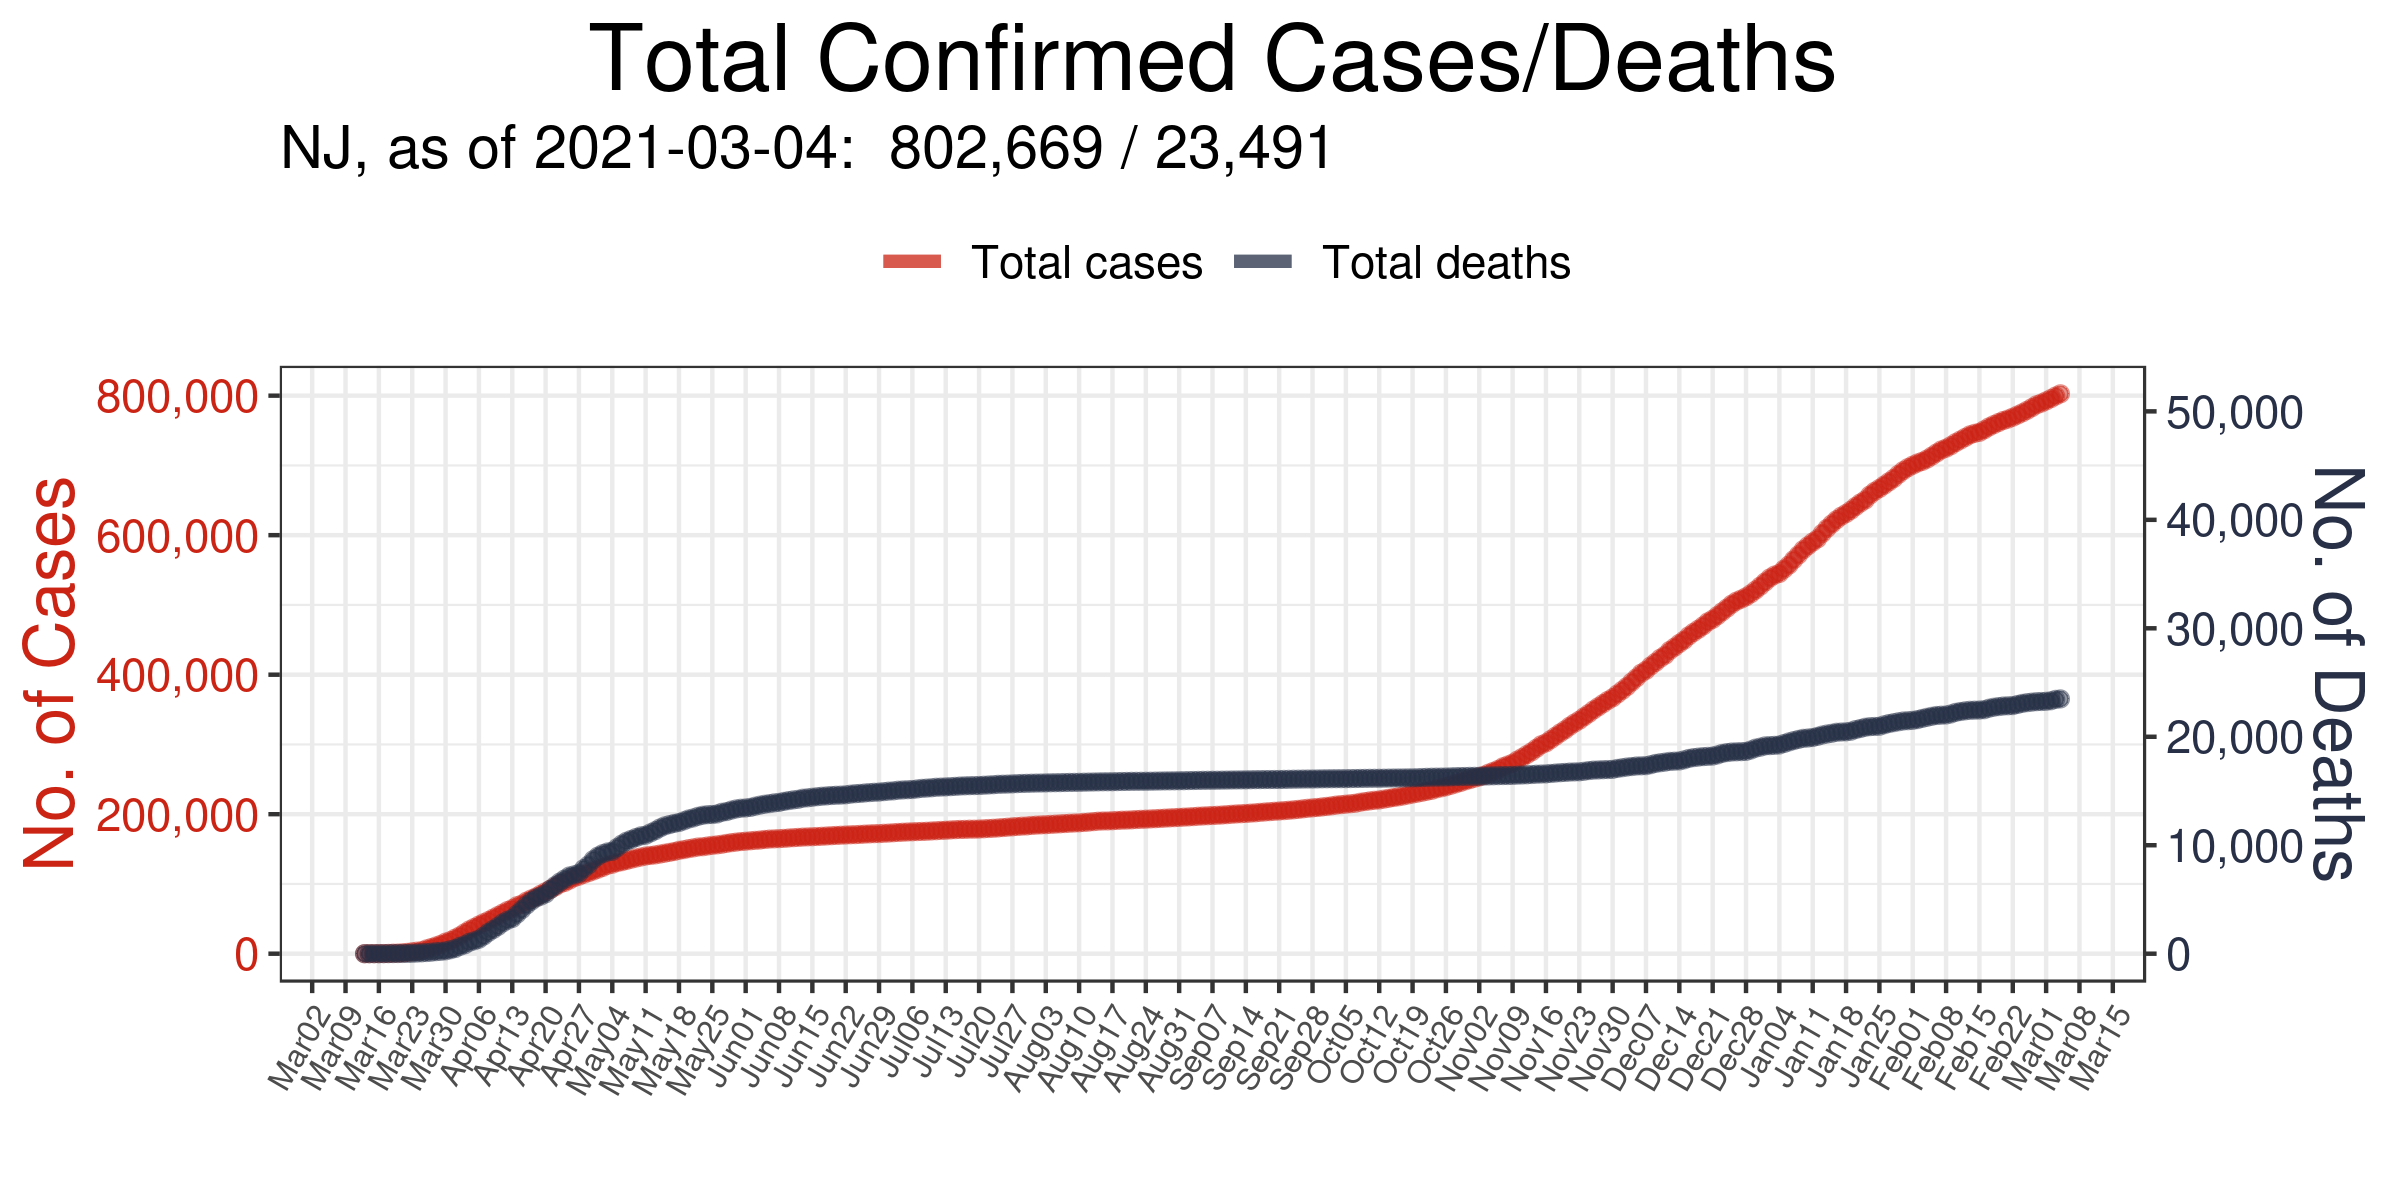 Total Confirmed Cases/Deaths
NJ, as of 2021-03-04:  802,669 / 23,491
Total cases
Total deaths
No. of Cases
800,000
600,000
400,000
200,000
0
50,000
40,000
30,000
20,000
10,000
0
No. of Deaths
Mar02
Mar09
Mar16
Mar23
Mar30
Apr06
Apr13
Apr20
Apr27
May04
May11
May18
May25
Jun01
Jun08
Jun15
Jun22
Jun29
Jul06
Jul13
Jul20
Jul27
Aug03
Aug10
Aug17
Aug24
Aug31
Sep07
Sep14
Sep21
Sep28
Oct05
Oct12
Oct19
Oct26
Nov02
Nov09
Nov16
Nov23
Nov30
Dec07
Dec14
Dec21
Dec28
Jan04
Jan11
Jan18
Jan25
Feb01
Feb08
Feb15
Feb22
Mar01
Mar08
Mar15